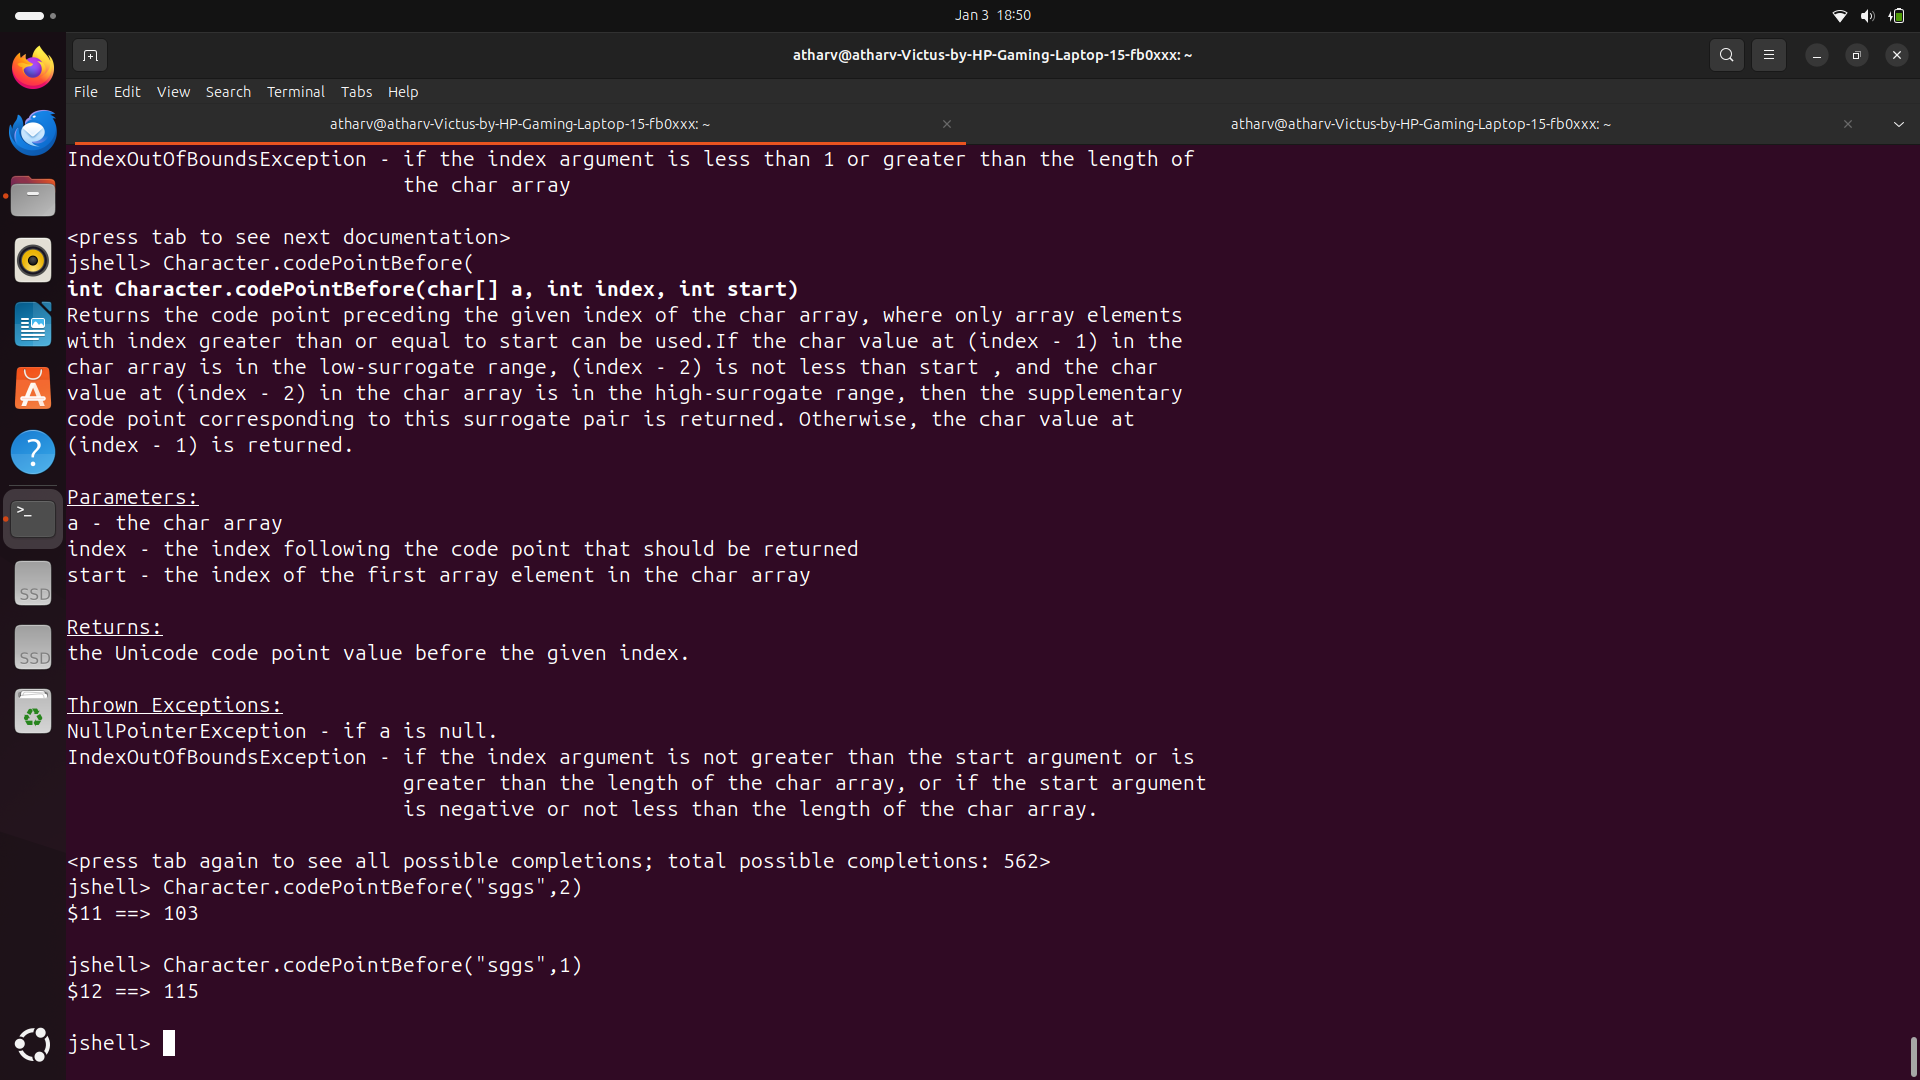 Jan 3 18:50
atharv@atharv-Victus-by-HP-Gaming-Laptop-15-fb0xxx: ~
File Edit View Search Terminal Tabs Help
atharv@atharv-Victus-by-HP-Gaming-Laptop-15-fb0xxx: ~ atharv@atharv-Victus-by-HP-Gaming-Laptop-15-fb0xxx: ~
IndexOutOfBoundsException - if the index argument is less than 1 or greater than the length of
the char array
<press tab to see next documentation>
jshell> Character.codePointBefore(
int Character.codePointBefore(char[] a, int index, int start)
Returns the code point preceding the given index of the char array, where only array elements
with index greater than or equal to start can be used.If the char value at (index - 1) in the
char array is in the low-surrogate range, (index - 2) is not less than start , and the char
value at (index - 2) in the char array is in the high-surrogate range, then the supplementary
code point corresponding to this surrogate pair is returned. Otherwise, the char value at
(index - 1) is returned.
Parameters:
a - the char array
index - the index following the code point that should be returned
start - the index of the first array element in the char array
Returns:
the Unicode code point value before the given index.
Thrown Exceptions:
NullPointerException - if a is null.
IndexOutOfBoundsException - if the index argument is not greater than the start argument or is
greater than the length of the char array, or if the start argument
is negative or not less than the length of the char array.
<press tab again to see all possible completions; total possible completions: 562>
jshell> Character.codePointBefore("sggs",2)
$11 ==> 103
jshell> Character.codePointBefore("sggs",1)
$12 ==> 115
jshell>
SSD
SSD